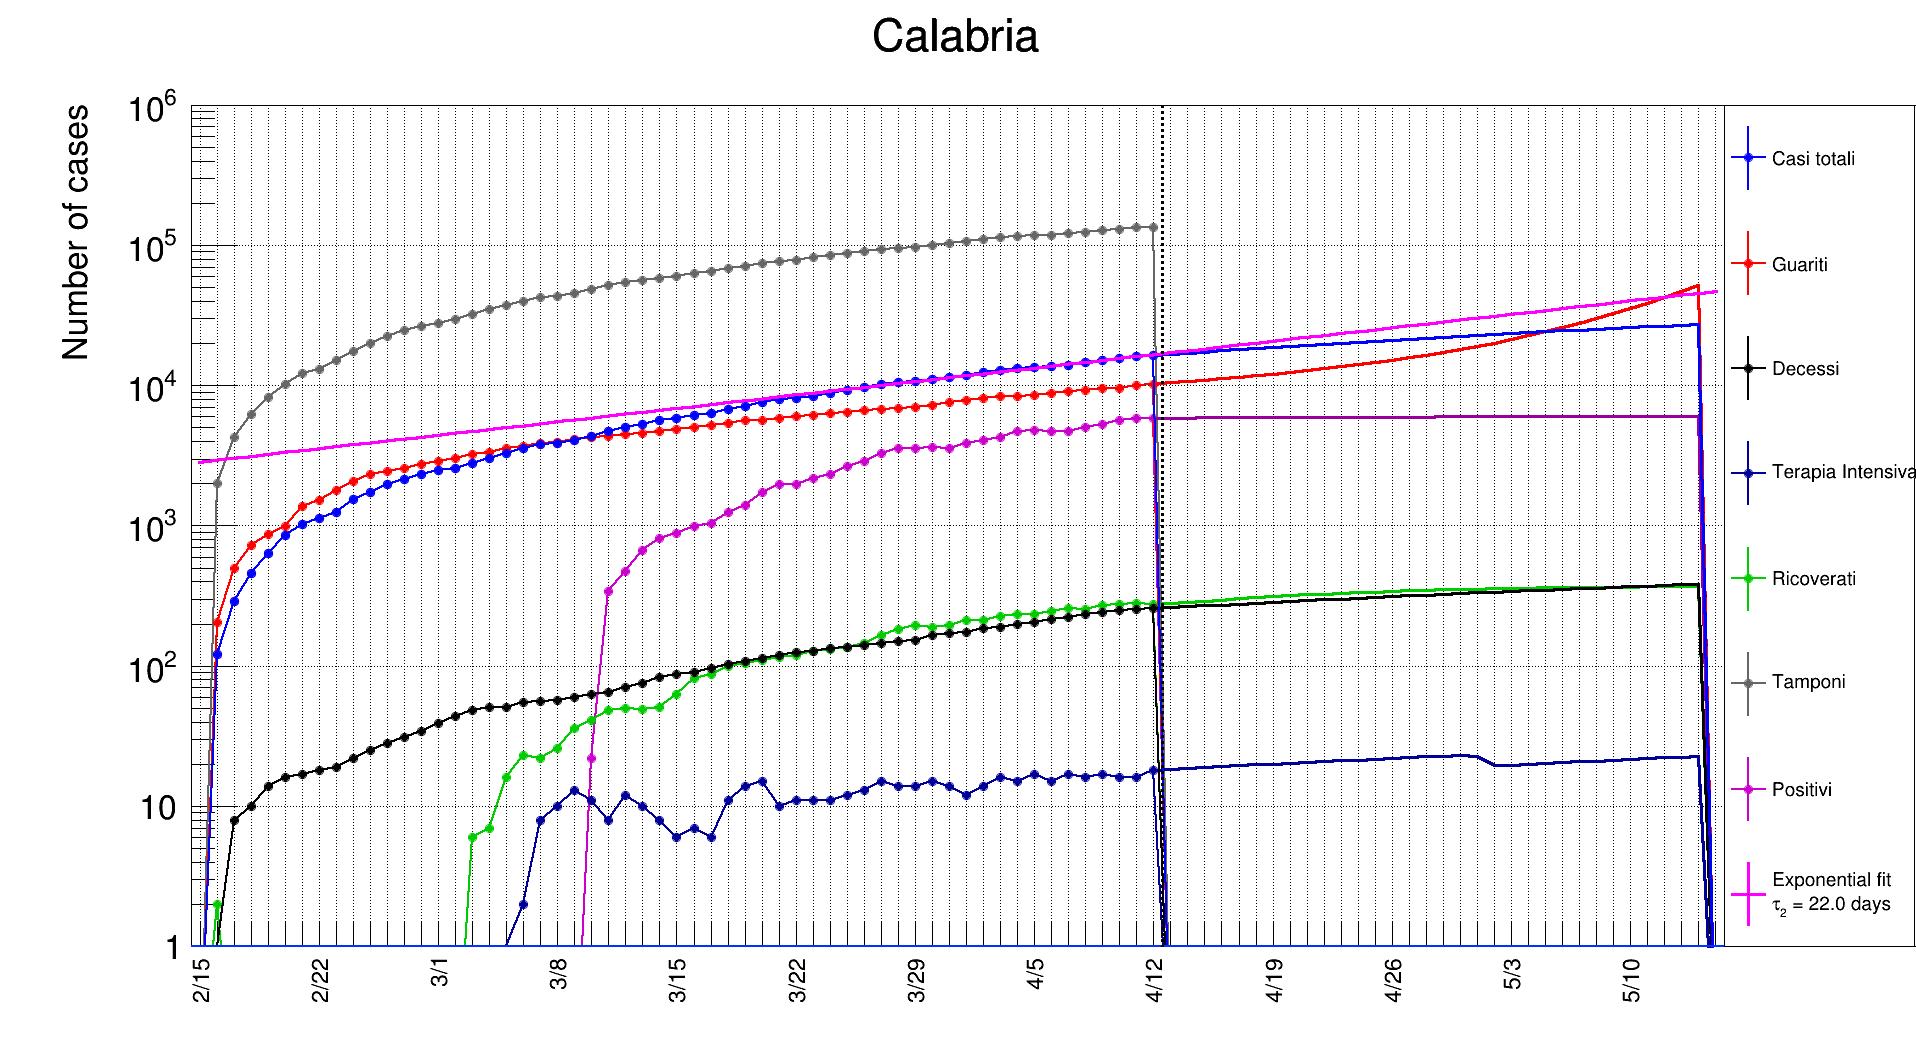 Calabria
Number of cases
10^6
10^5
10^4
10^3
10^2
10
1
2/15
2/22
3/1
3/8
3/15
3/22
3/29
4/5
4/12
4/19
4/26
5/3
5/10
Casi totali
Guariti
Decessi
Terapia Intensiva
Ricoverati
Tamponi
Positivi
Exponential fit
τ₂ = 22.0 days